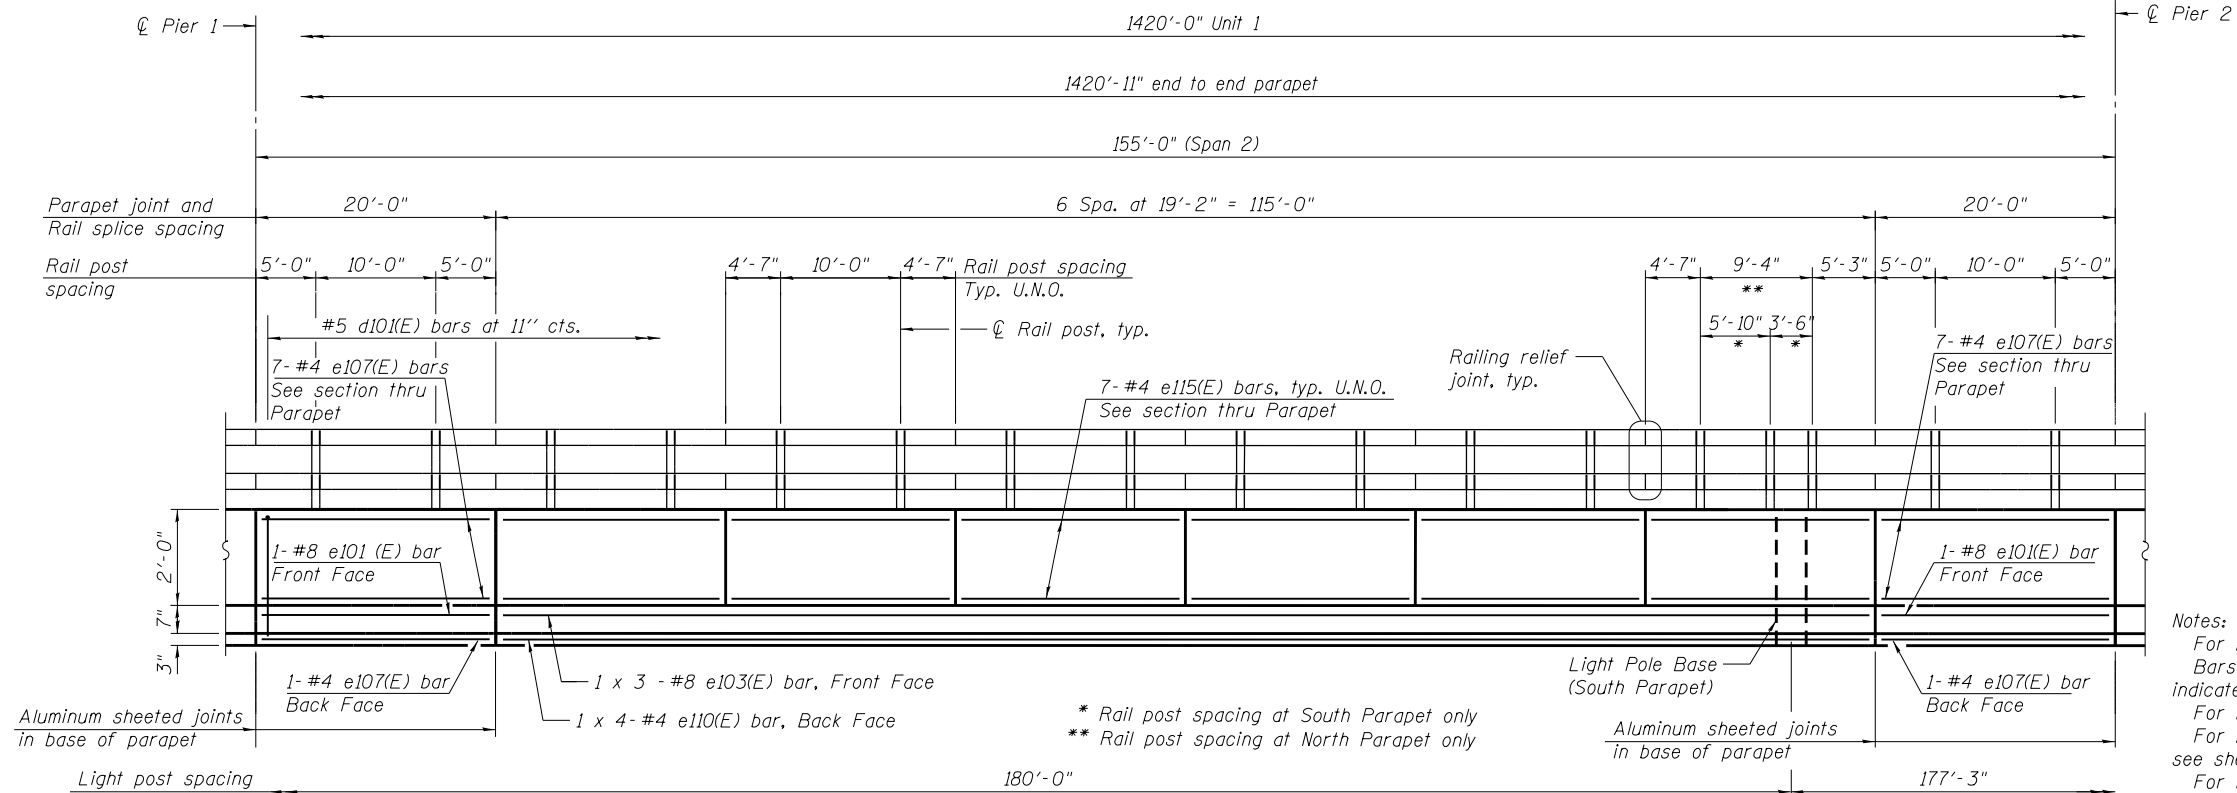 ℄ Pier 1
1420'-0" Unit 1
℄ Pier 2
1420'-11" end to end parapet
155'-0" (Span 2)
Parapet joint and
Rail splice spacing
20'-0"
6 Spa. at 19'-2" = 115'-0"
20'-0"
Rail post
spacing
5'-0"
10'-0"
5'-0"
4'-7"
10'-0"
4'-7"
Rail post spacing
Typ. U.N.O.
4'-7"
9'-4"
**
5'-3"
5'-0"
10'-0"
5'-0"
#5 d101(E) bars at 11'' cts.
℄ Rail post, typ.
5'-10"
*
3'-6"
*
7- #4 e107(E) bars
See section thru
Parapet
7- #4 e115(E) bars, typ. U.N.O.
See section thru Parapet
Railing relief
joint, typ.
7- #4 e107(E) bars
See section thru
Parapet
2'-0"
7"
3"
1- #8 e101 (E) bar
Front Face
1- #8 e101(E) bar
Front Face
1- #4 e107(E) bar
Back Face
1 x 3 - #8 e103(E) bar, Front Face
1 x 4- #4 e110(E) bar, Back Face
Light Pole Base
(South Parapet)
1- #4 e107(E) bar
Back Face
Aluminum sheeted joints
in base of parapet
* Rail post spacing at South Parapet only
** Rail post spacing at North Parapet only
Aluminum sheeted joints
in base of parapet
Light post spacing
180'-0"
177'-3"
Notes:
For
Bars
indicate
For
For
see
For